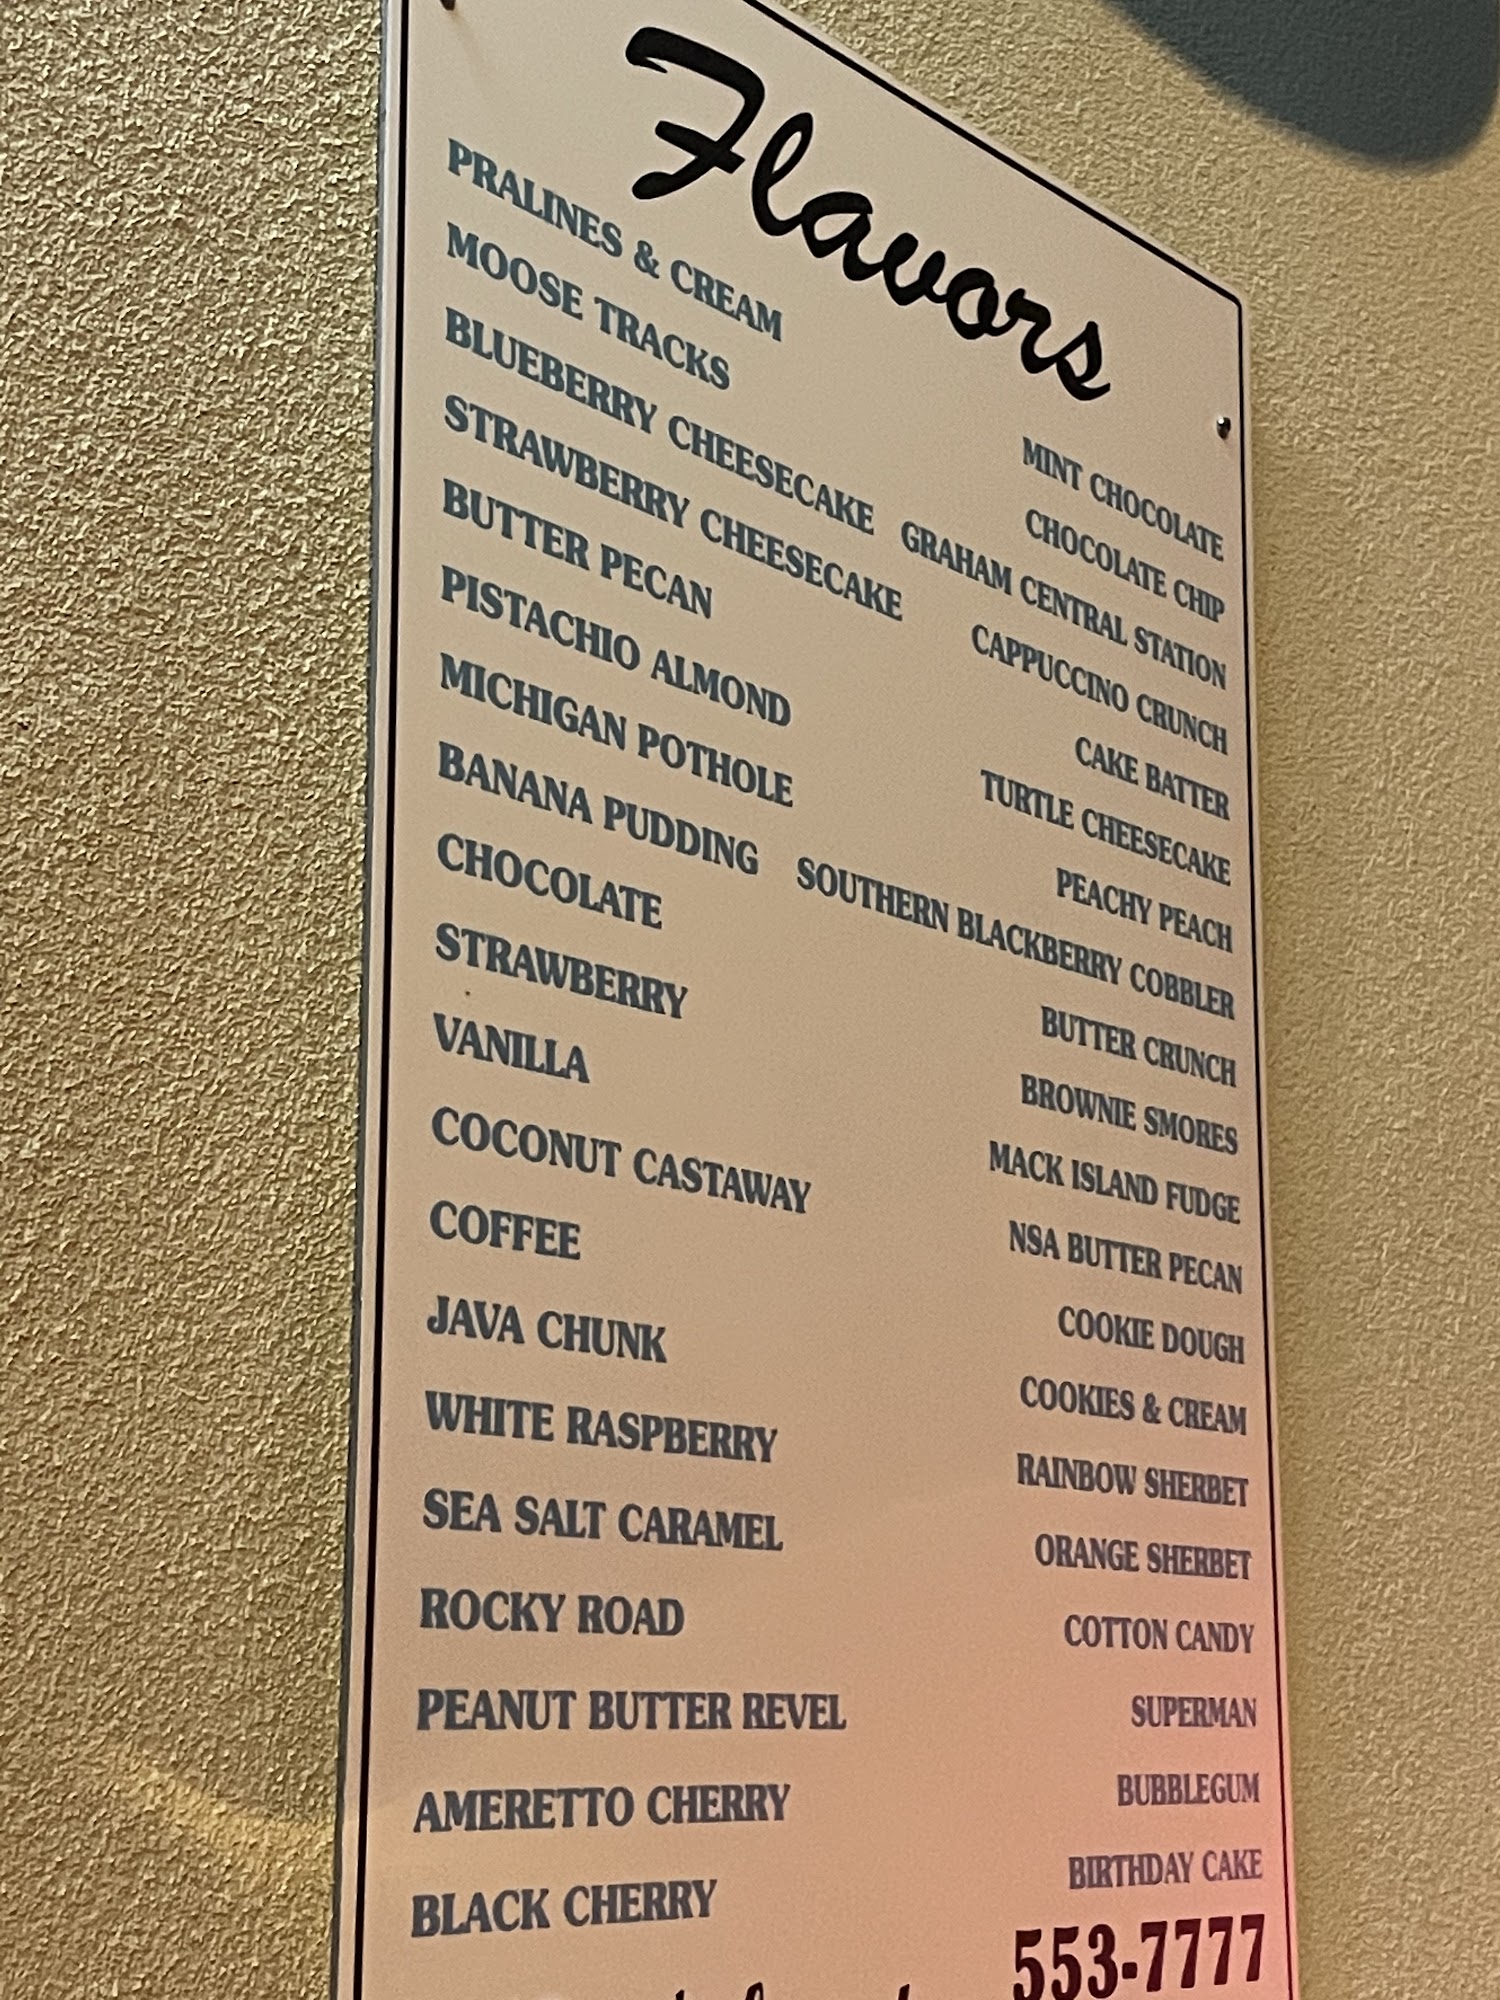 Flavors
PRALINES & CREAM
MOOSE TRACKS
BLUEBERRY CHEESECAKE
STRAWBERRY CHEESECAKE
BUTTER PECAN
PISTACHIO ALMOND
MICHIGAN POTHOLE
BANANA PUDDING
CHOCOLATE
STRAWBERRY
VANILLA
COCONUT CASTAWAY
COFFEE
JAVA CHUNK
WHITE RASPBERRY
SEA SALT CARAMEL
ROCKY ROAD
PEANUT BUTTER REVEL
AMERETTO CHERRY
BLACK CHERRY
MINT CHOCOLATE
CHOCOLATE CHIP
GRAHAM CENTRAL STATION
CAPPUCCINO CRUNCH
CAKE BATTER
TURTLE CHEESECAKE
PEACHY PEACH
SOUTHERN BLACKBERRY COBBLER
BUTTER CRUNCH
BROWNIE SMORES
MACK ISLAND FUDGE
NSA BUTTER PECAN
COOKIE DOUGH
COOKIES & CREAM
RAINBOW SHERBET
ORANGE SHERBET
COTTON CANDY
SUPERMAN
BUBBLEGUM
BIRTHDAY CAKE
553-7777